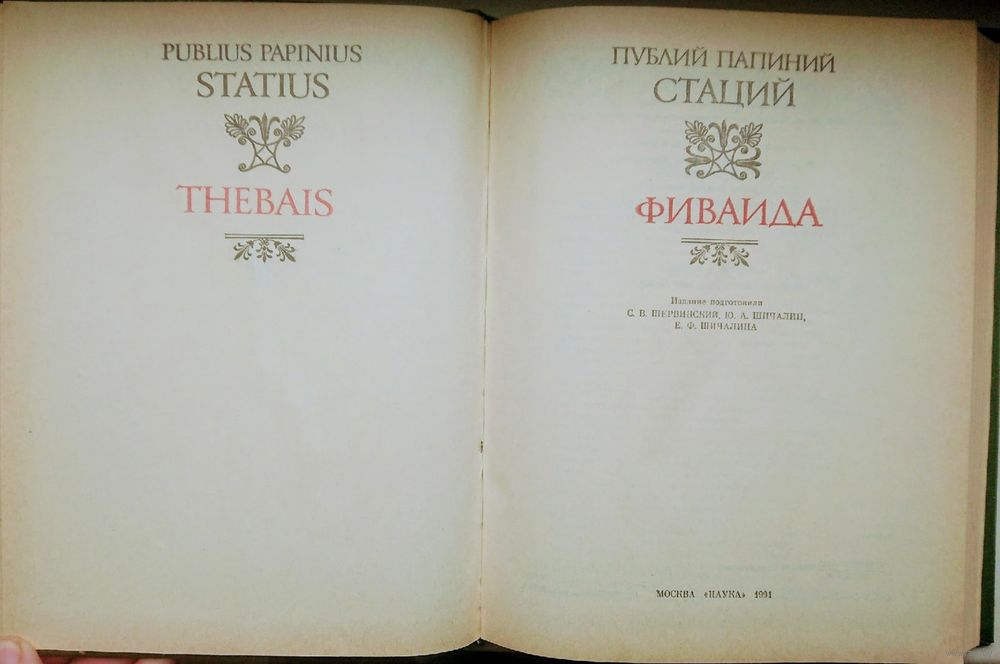 PUBLIUS PAPINIUS
STATIUS
THEBAIS
ПУБЛИЙ ПАПИНИЙ
СТАЦИЙ
ФИВАИДА
Издание подготовили
С. В. ШЕРВИНСКИЙ, Ю. А. ШИЧАЛИН,
Е. Ф. ШИЧАЛИНА
МОСКВА «НАУКА» 1991